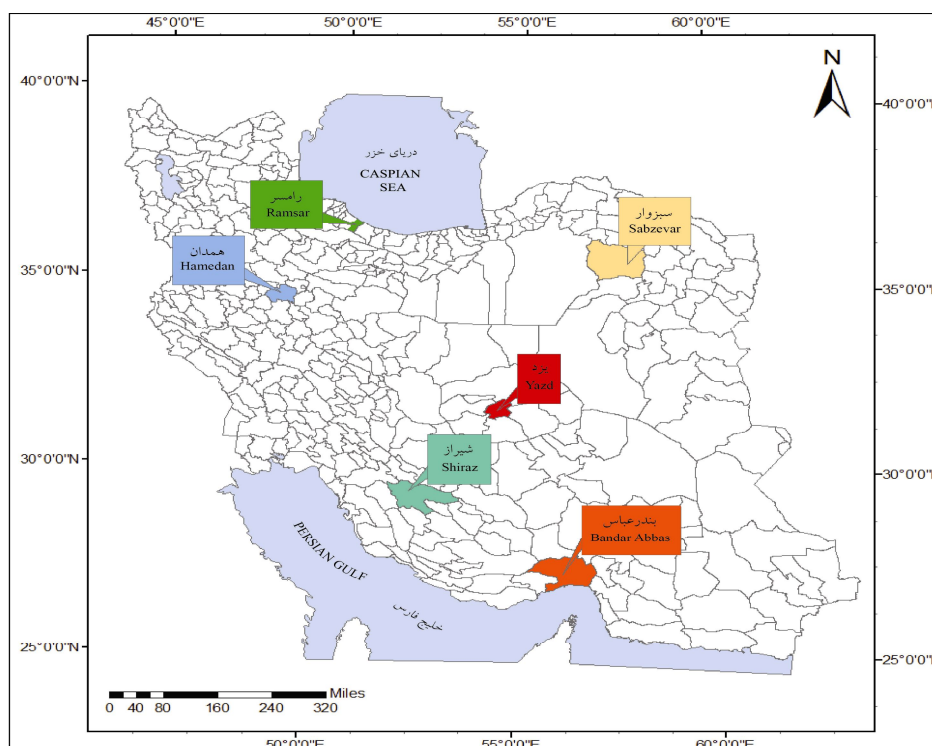 45°0'0"E 50°0'0"E 55°0'0"E 60°0'0"E
N
40°0'0"N
40°0'0"N
دریای خزر
CASPIAN
SEA
رامسر
Ramsar
سبزوار
Sabzevar
همدان
Hamedan
35°0'0"N
35°0'0"N
یزد
Yazd
شیراز
Shiraz
30°0'0"N
30°0'0"N
بندرعباس
Bandar Abbas
PERSIAN GULF
خلیج فارس
25°0'0"N
25°0'0"N
Miles
0 40 80 160 240 320
50°0'0"E 55°0'0"E 60°0'0"E